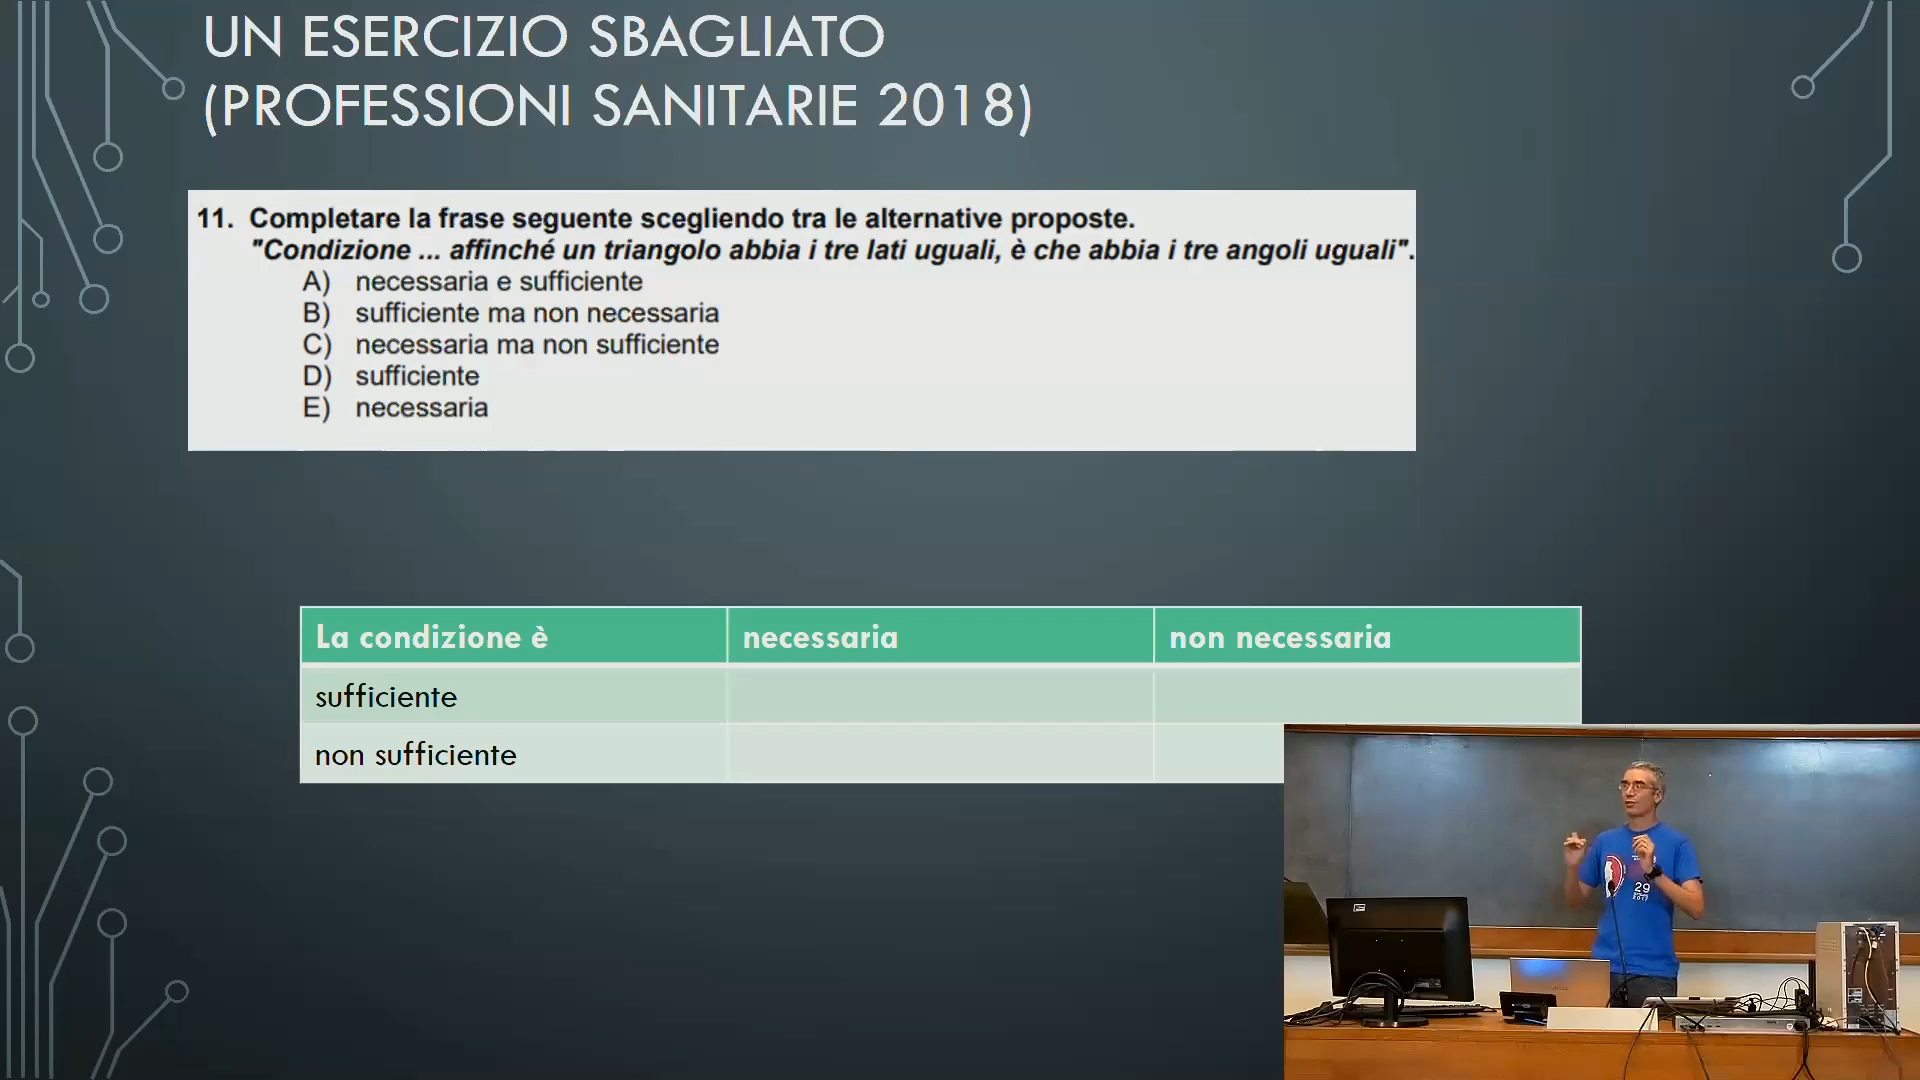 UN ESERCIZIO SBAGLIATO
(PROFESSIONI SANITARIE 2018)
11. Completare la frase seguente scegliendo tra le alternative proposte.
"Condizione ... affinché un triangolo abbia i tre lati uguali, è che abbia i tre angoli uguali".
A) necessaria e sufficiente
B) sufficiente ma non necessaria
C) necessaria ma non sufficiente
D) sufficiente
E) necessaria
La condizione è necessaria non necessaria
sufficiente
non sufficiente
29
2017